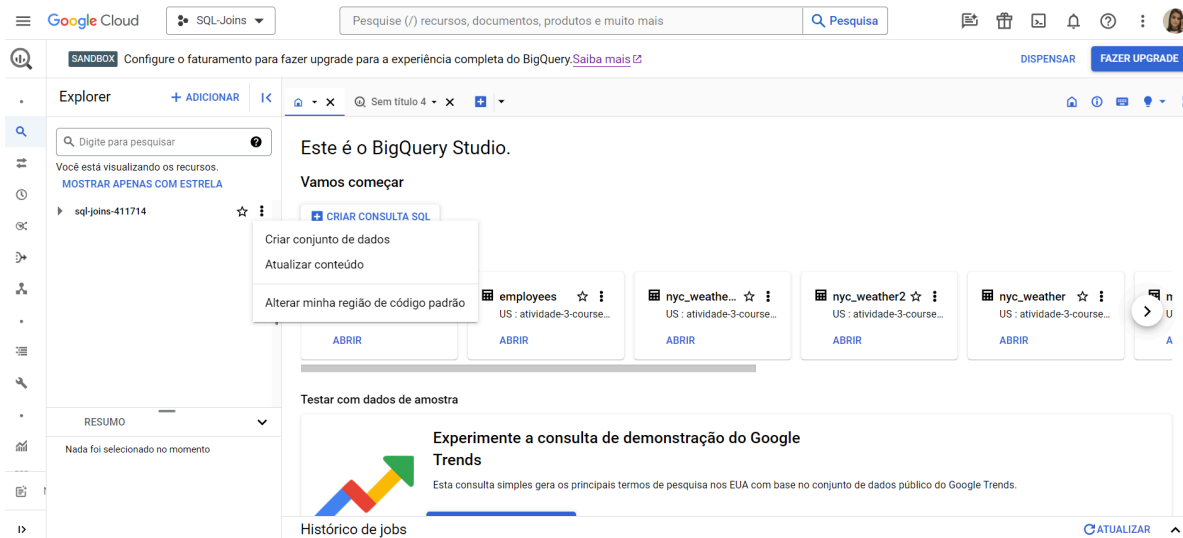 Google Cloud
SQL-Joins
Pesquise (/) recursos, documentos, produtos e muito mais
Pesquisa
SANDBOX Configure o faturamento para fazer upgrade para a experiência completa do BigQuery. Saiba mais
DISPENSAR
FAZER UPGRADE
Explorer
+ ADICIONAR
Digite para pesquisar
Você está visualizando os recursos.
MOSTRAR APENAS COM ESTRELA
sql-joins-411714
Criar conjunto de dados
Atualizar conteúdo
Alterar minha região de código padrão
RESUMO
Nada foi selecionado no momento
Sem título 4
Este é o BigQuery Studio.
Vamos começar
CRIAR CONSULTA SQL
ABRIR
employees
US : atividade-3-course...
ABRIR
nyc_weathe...
US : atividade-3-course...
ABRIR
nyc_weather2
US : atividade-3-course...
ABRIR
nyc_weather
US : atividade-3-course...
ABRIR
Testar com dados de amostra
Experimente a consulta de demonstração do Google
Trends
Esta consulta simples gera os principais termos de pesquisa nos EUA com base no conjunto de dados público do Google Trends.
Histórico de jobs
ATUALIZAR